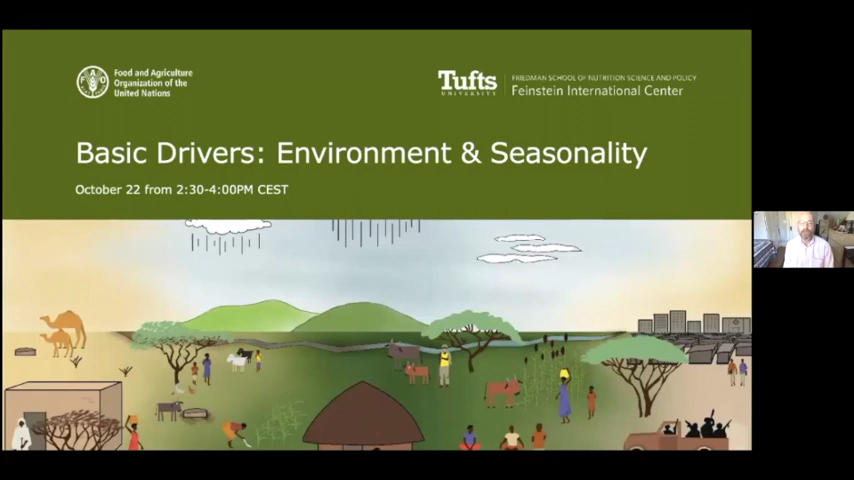 Food and Agriculture
Organization of the
United Nations
Tufts
UNIVERSITY
FRIEDMAN SCHOOL OF NUTRITION SCIENCE AND POLICY
Feinstein International Center
Basic Drivers: Environment & Seasonality
October 22 from 2:30-4:00PM CEST